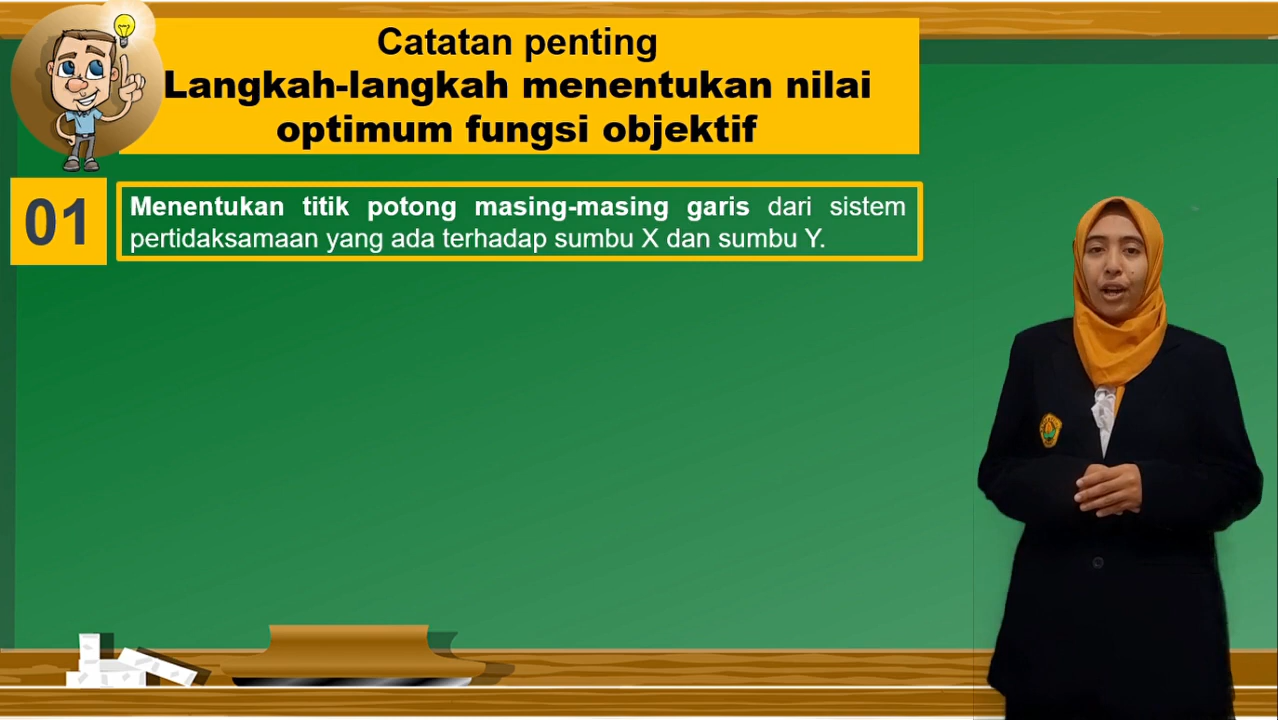 Catatan penting
Langkah-langkah menentukan nilai
optimum fungsi objektif
01
Menentukan titik potong masing-masing garis dari sistem
pertidaksamaan yang ada terhadap sumbu X dan sumbu Y.